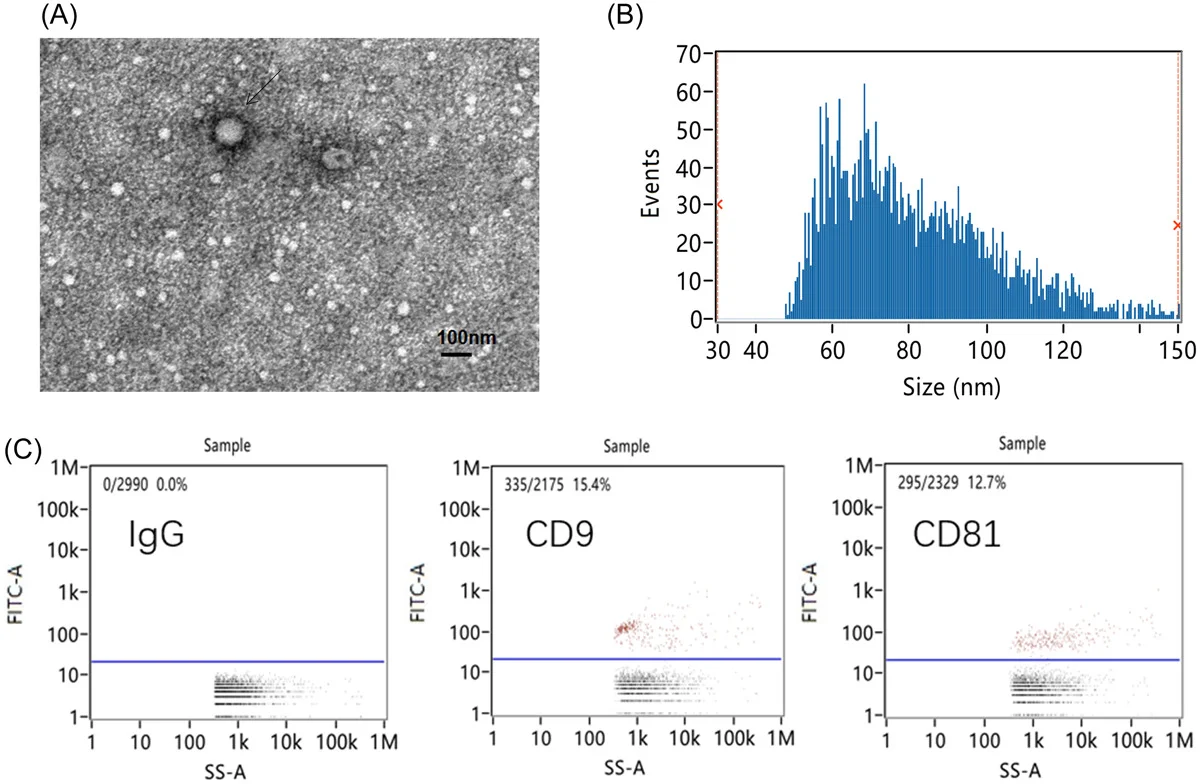 (A)
100nm
(B)
70
60
50
40
30
20
10
0
Events
30 40 60 80 100 120 150
Size (nm)
(C)
Sample
1M
100k
10k
1k
100
10
1
FITC-A
0/2990 0.0%
IgG
1 10 100 1k 10k 100k 1M
SS-A
Sample
1M
100k
10k
1k
100
10
1
FITC-A
335/2175 15.4%
CD9
1 10 100 1k 10k 100k 1M
SS-A
Sample
1M
100k
10k
1k
100
10
1
FITC-A
295/2329 12.7%
CD81
1 10 100 1k 10k 100k 1M
SS-A